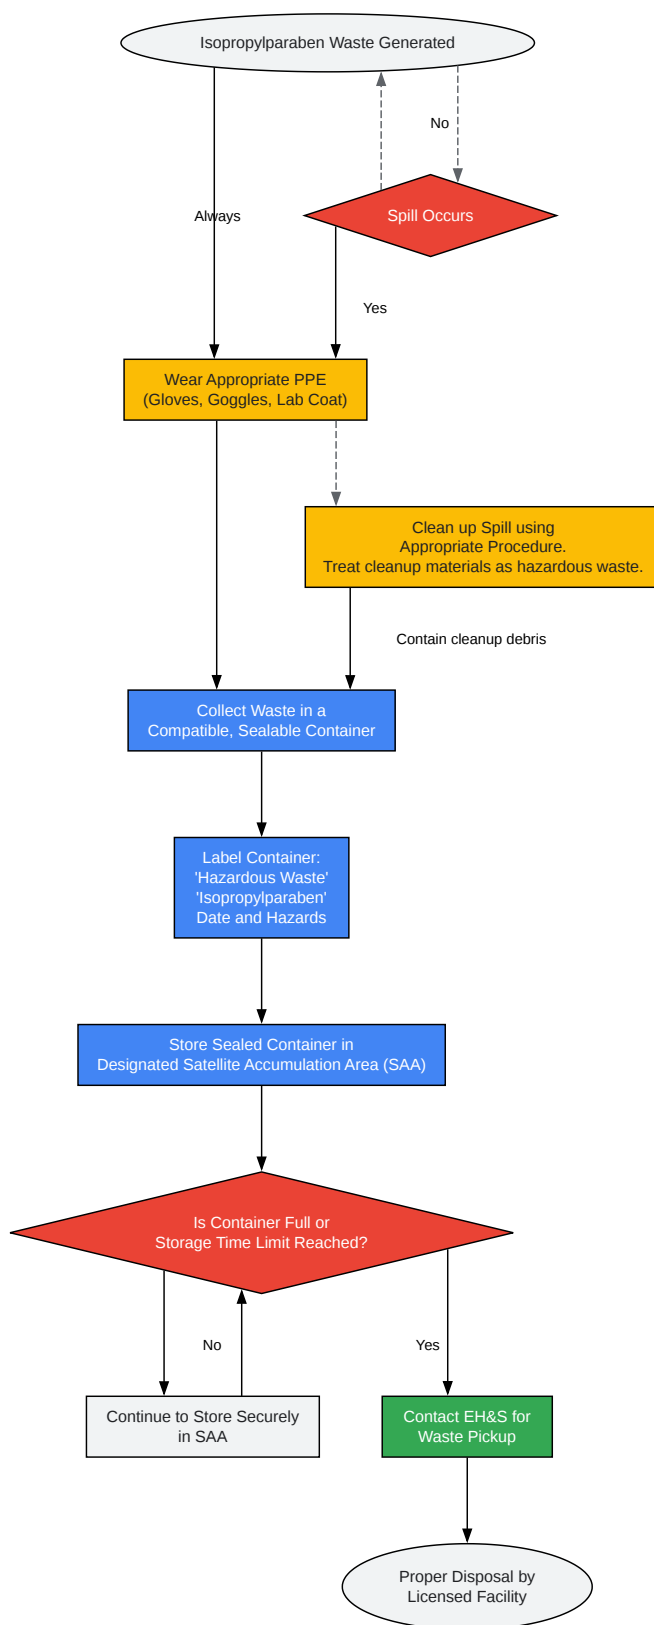 Isopropylparaben Waste Generated
No
Spill Occurs
Always
Yes
Wear Appropriate PPE
(Gloves, Goggles, Lab Coat)
Clean up Spill using
Appropriate Procedure.
Treat cleanup materials as hazardous waste.
Contain cleanup debris
Collect Waste in a
Compatible, Sealable Container
Label Container:
'Hazardous Waste'
'Isopropylparaben'
Date and Hazards
Store Sealed Container in
Designated Satellite Accumulation Area (SAA)
Is Container Full or
Storage Time Limit Reached?
No
Yes
Continue to Store Securely
in SAA
Contact EH&S for
Waste Pickup
Proper Disposal by
Licensed Facility